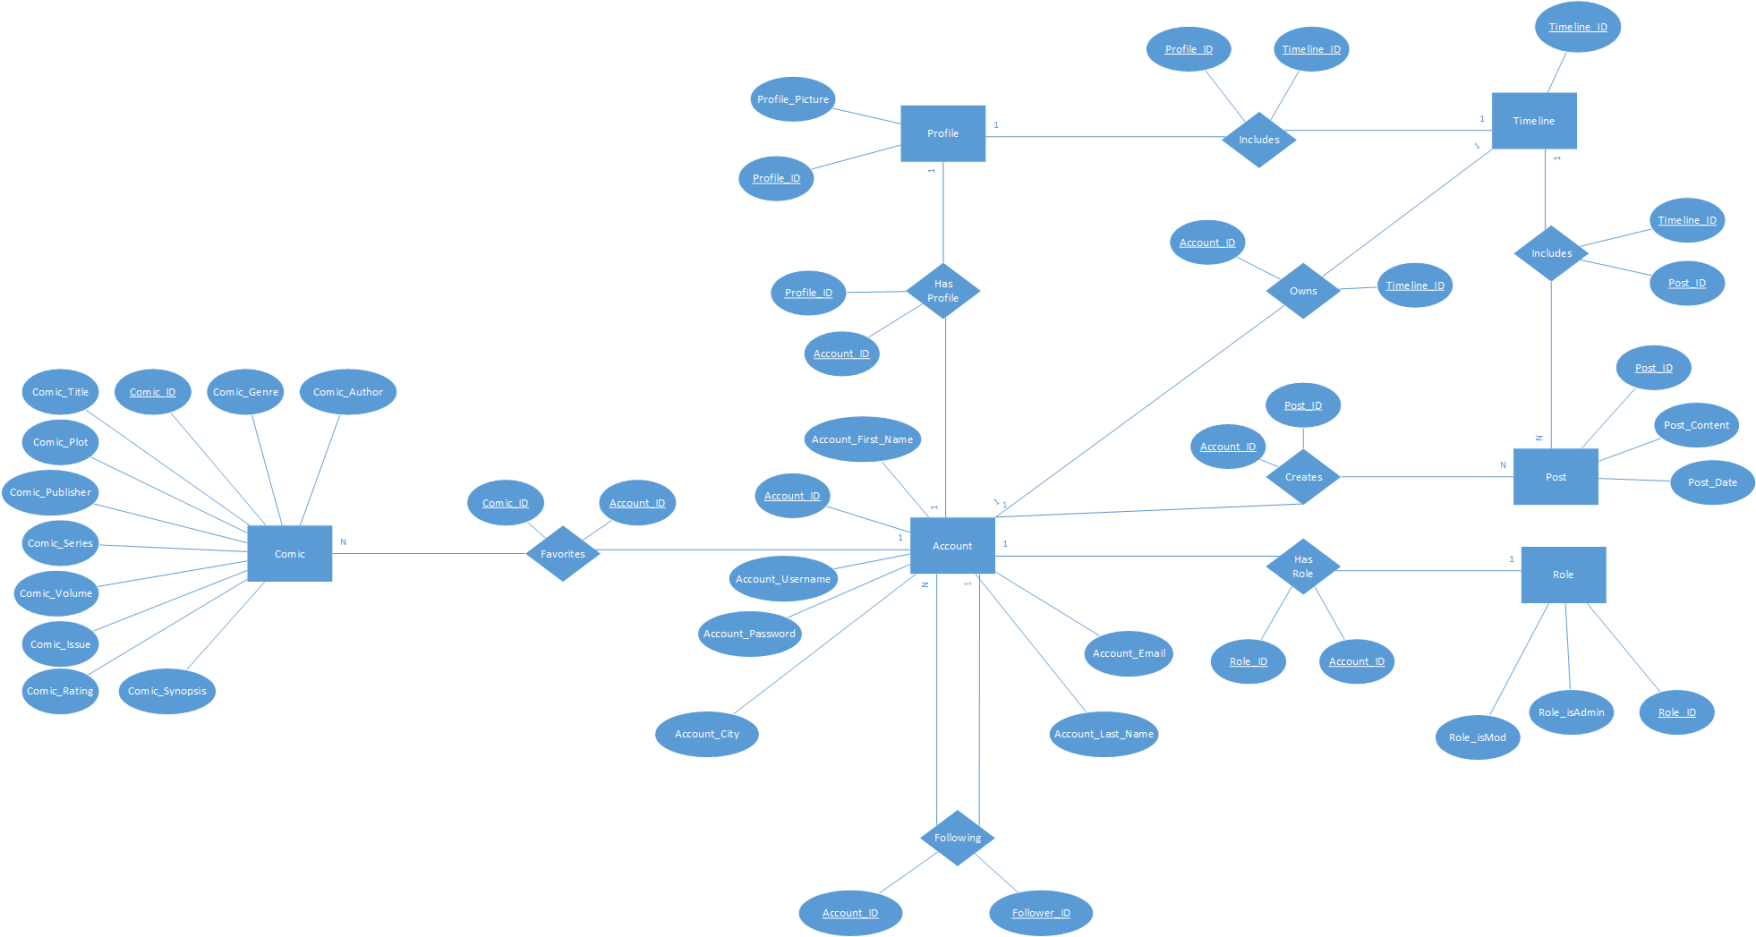 Timeline_ID
Profile_ID
Timeline_ID
Profile_Picture
Profile
1
Includes
1
Timeline
1
1
1
Profile_ID
Timeline_ID
Account_ID
Includes
Post_ID
Has
Profile
Profile_ID
Owns
Timeline_ID
Account_ID
Post_ID
Comic_Title
Comic_ID
Comic_Genre
Comic_Author
Post_ID
Account_First_Name
Post_Content
Comic_Plot
Account_ID
N
Creates
N
Post
Post_Date
Comic_Publisher
Comic_ID
Account_ID
Account_ID
1
1
1
Comic_Series
N
Comic
Favorites
1
Account
1
Has
Role
1
Role
Account_Username
N
1
Comic_Volume
Account_Password
Comic_Issue
Account_Email
Role_ID
Account_ID
Comic_Rating
Comic_Synopsis
Role_isAdmin
Role_ID
Account_City
Account_Last_Name
Role_isMod
Following
Account_ID
Follower_ID